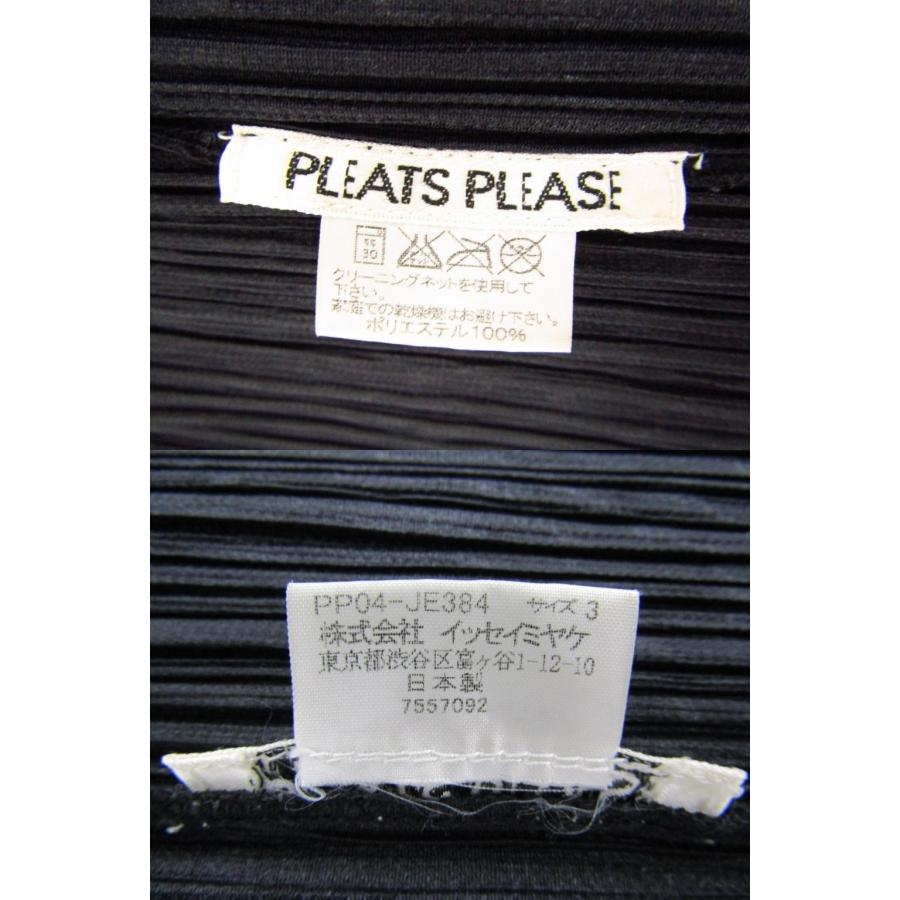 PLEATS PLEASE
クリーニングネットを使用して
下さい。
家庭での乾燥機はお避け下さい。
ポリエステル100%
PP04-JE384 サイズ 3
株式会社 イッセイミヤケ
東京都渋谷区富ヶ谷1-12-10
日本製
7557092